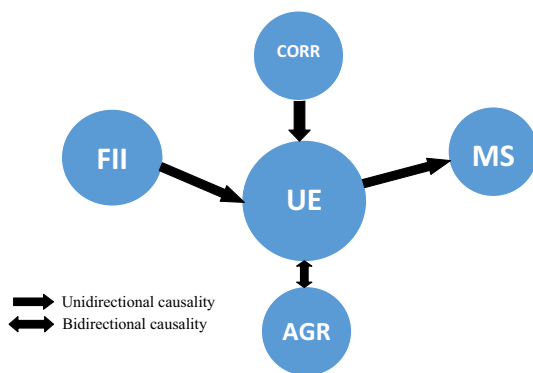 CORR
FII
MS
UE
Unidirectional causality
Bidirectional causality
AGR